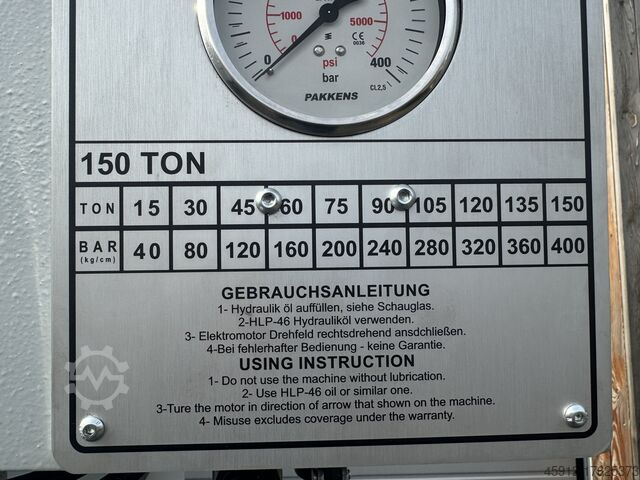 1000 5000
0
CE
0036
0 psi 400
bar
CL2,5
PAKKENS
150 TON
TON 15 30 45 60 75 90 105 120 135 150
BAR 40 80 120 160 200 240 280 320 360 400
(kg/cm)
GEBRAUCHSANLEITUNG
1- Hydraulik öl auffüllen, siehe Schauglas.
2-HLP-46 Hydrauliköl verwenden.
3- Elektromotor Drehfeld rechtsdrehend ansdchließen.
4-Bei fehlerhafter Bedienung - keine Garantie.
USING INSTRUCTION
1- Do not use the machine without lubrication.
2- Use HLP-46 oil or similar one.
3-Ture the motor in direction of arrow that shown on the machine.
4- Misuse excludes coverage under the warranty.